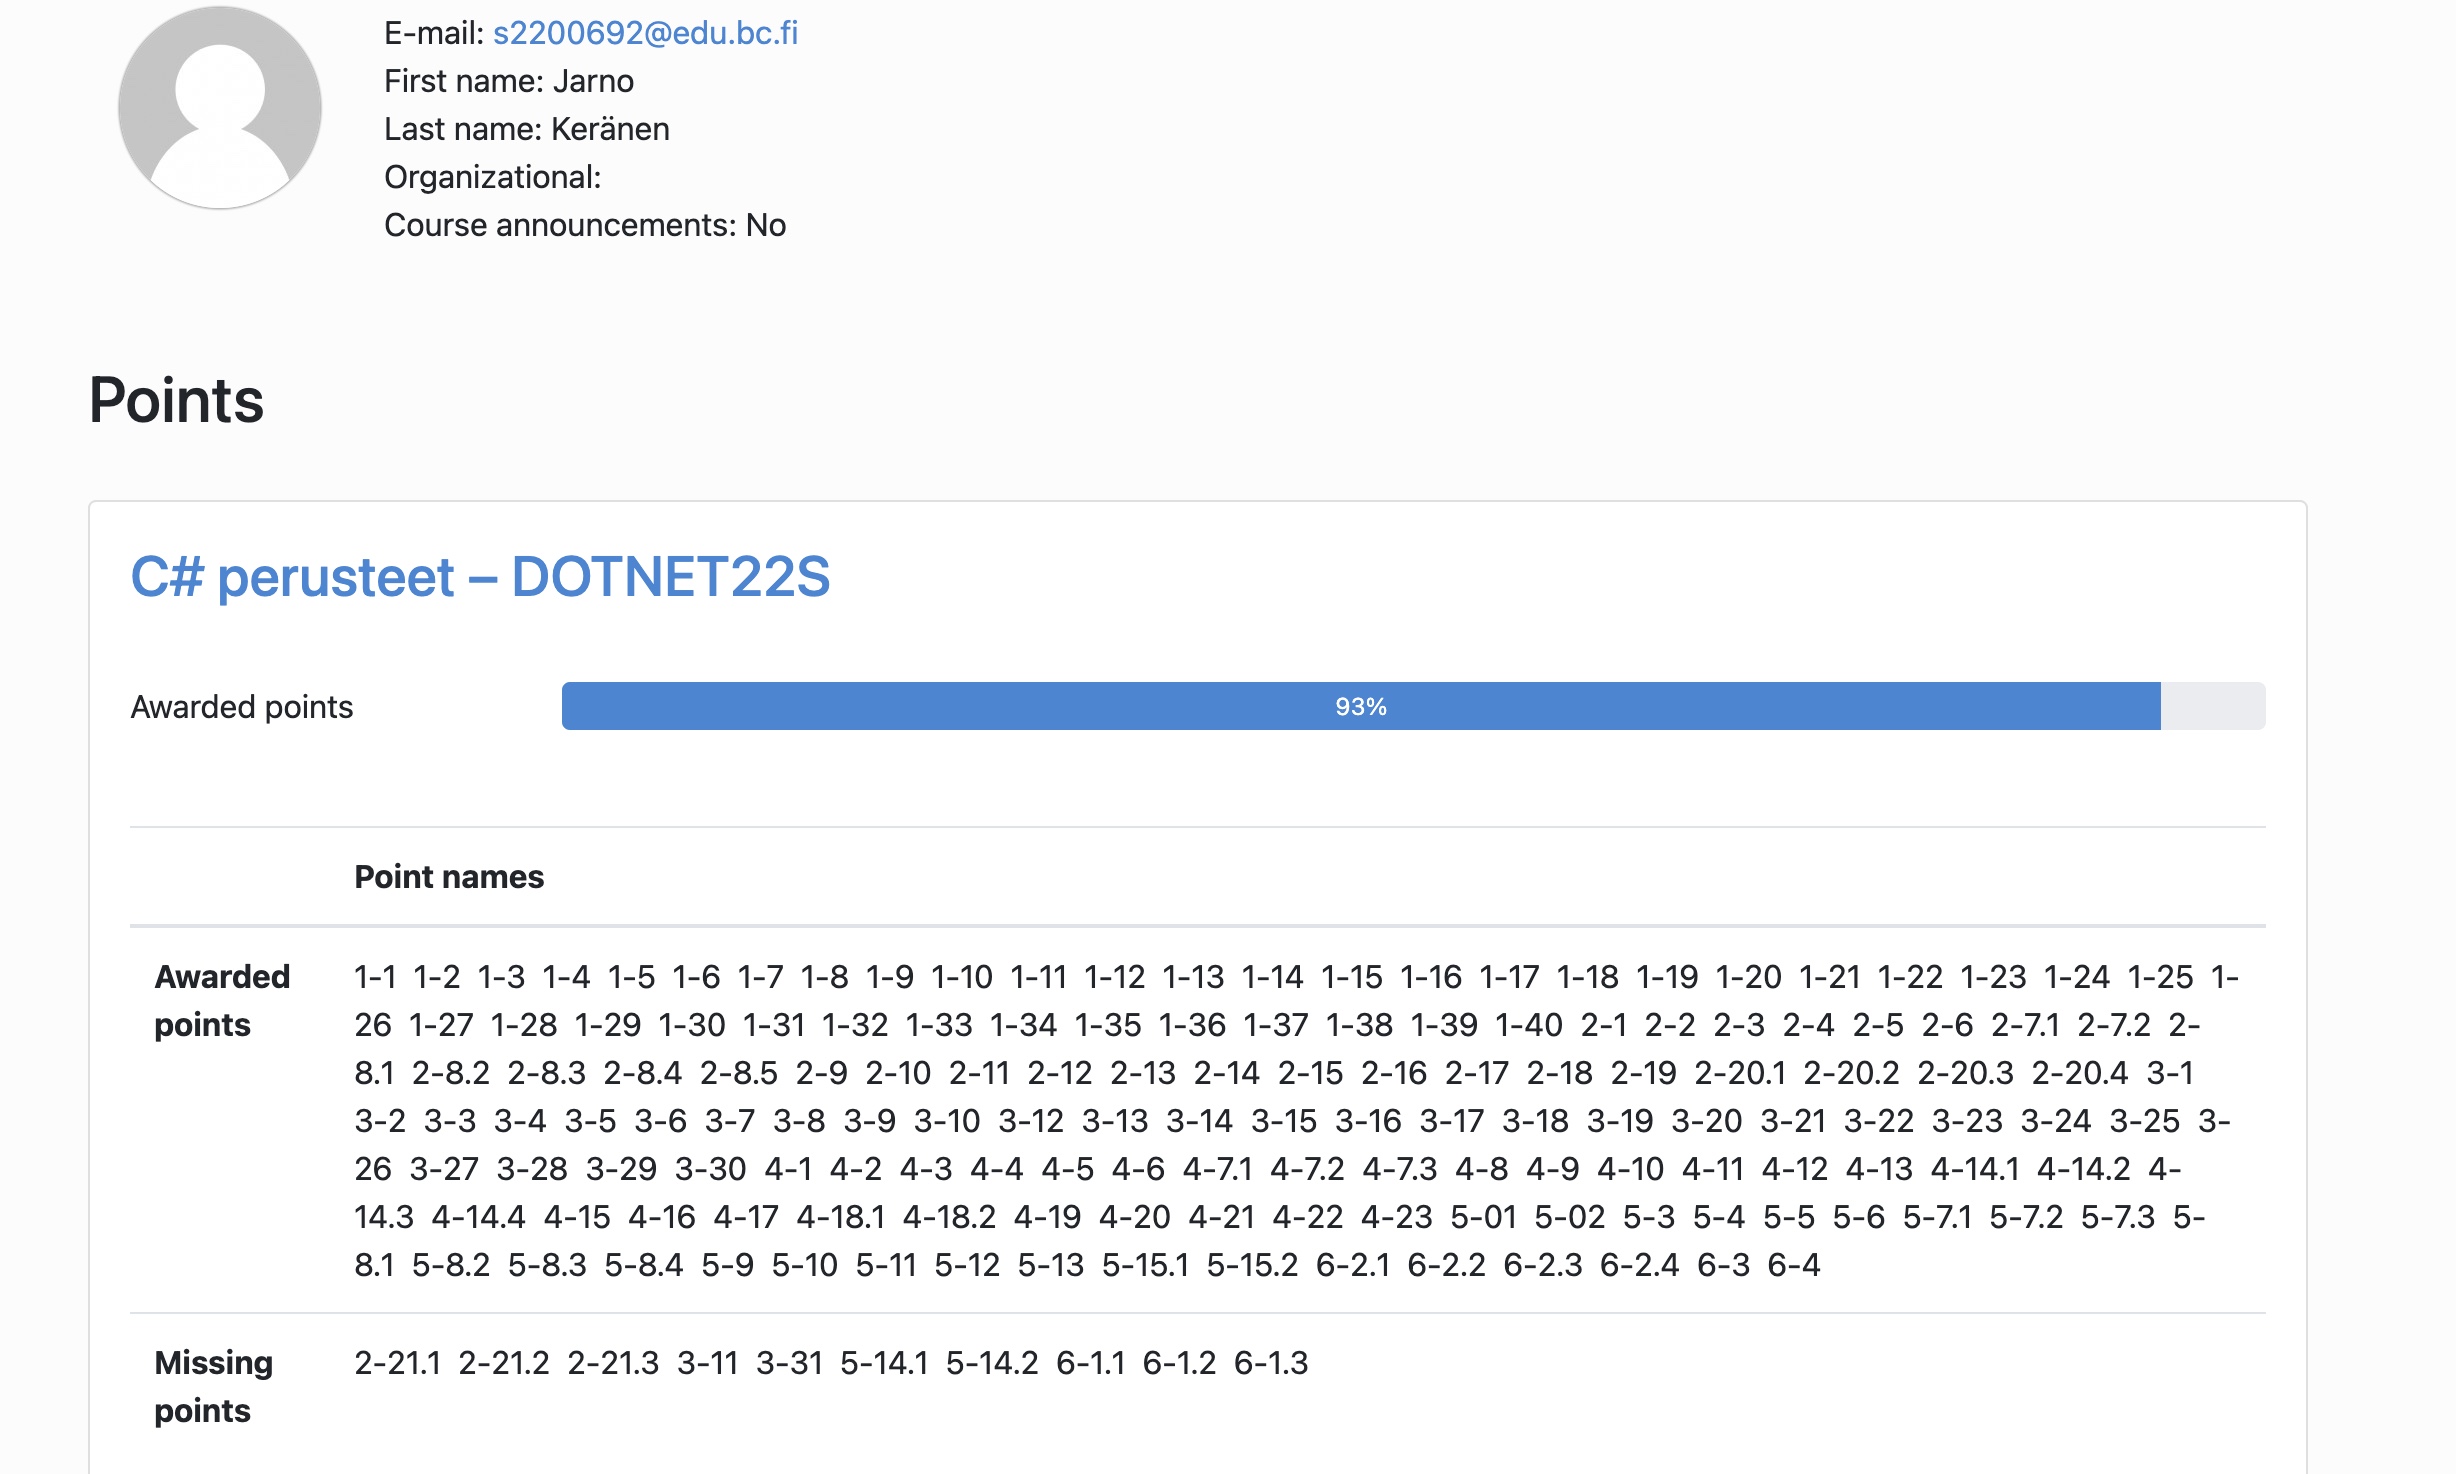 E-mail: s2200692@edu.bc.fi
First name: Jarno
Last name: Keränen
Organizational:
Course announcements: No
Points
C# perusteet – DOTNET22S
Awarded points
93%
Point names
Awarded points
1-1 1-2 1-3 1-4 1-5 1-6 1-7 1-8 1-9 1-10 1-11 1-12 1-13 1-14 1-15 1-16 1-17 1-18 1-19 1-20 1-21 1-22 1-23 1-24 1-25 1-
26 1-27 1-28 1-29 1-30 1-31 1-32 1-33 1-34 1-35 1-36 1-37 1-38 1-39 1-40 2-1 2-2 2-3 2-4 2-5 2-6 2-7.1 2-7.2 2-
8.1 2-8.2 2-8.3 2-8.4 2-8.5 2-9 2-10 2-11 2-12 2-13 2-14 2-15 2-16 2-17 2-18 2-19 2-20.1 2-20.2 2-20.3 2-20.4 3-1
3-2 3-3 3-4 3-5 3-6 3-7 3-8 3-9 3-10 3-12 3-13 3-14 3-15 3-16 3-17 3-18 3-19 3-20 3-21 3-22 3-23 3-24 3-25 3-
26 3-27 3-28 3-29 3-30 4-1 4-2 4-3 4-4 4-5 4-6 4-7.1 4-7.2 4-7.3 4-8 4-9 4-10 4-11 4-12 4-13 4-14.1 4-14.2 4-
14.3 4-14.4 4-15 4-16 4-17 4-18.1 4-18.2 4-19 4-20 4-21 4-22 4-23 5-01 5-02 5-3 5-4 5-5 5-6 5-7.1 5-7.2 5-7.3 5-
8.1 5-8.2 5-8.3 5-8.4 5-9 5-10 5-11 5-12 5-13 5-15.1 5-15.2 6-2.1 6-2.2 6-2.3 6-2.4 6-3 6-4
Missing points
2-21.1 2-21.2 2-21.3 3-11 3-31 5-14.1 5-14.2 6-1.1 6-1.2 6-1.3